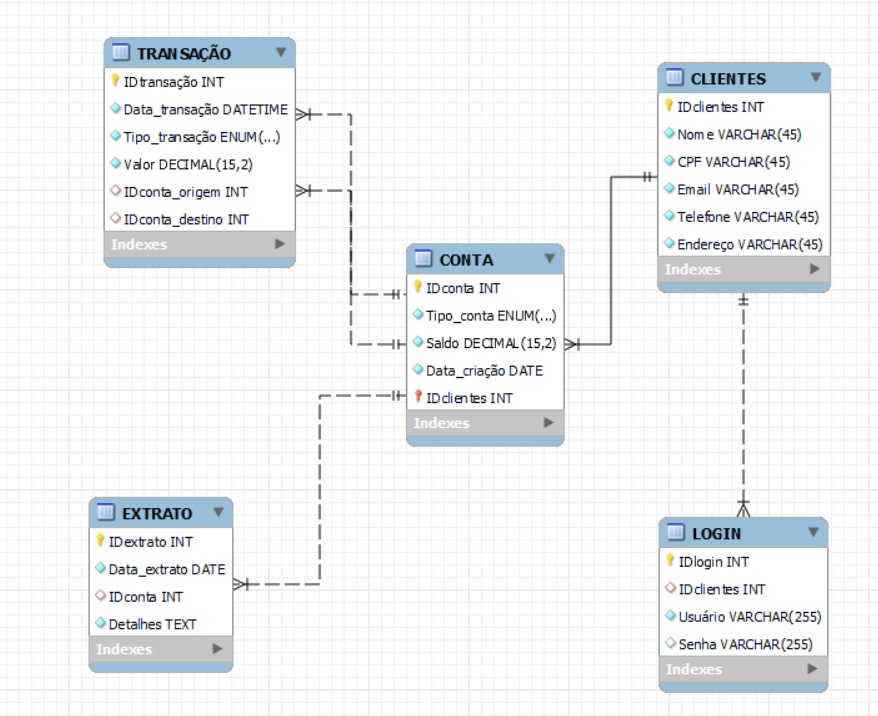 TRANSAÇÃO
IDtransação INT
Data_transação DATETIME
Tipo_transação ENUM(...)
Valor DECIMAL(15,2)
IDconta_origem INT
IDconta_destino INT
Indexes
CLIENTES
IDclientes INT
Nome VARCHAR(45)
CPF VARCHAR(45)
Email VARCHAR(45)
Telefone VARCHAR(45)
Endereço VARCHAR(45)
Indexes
CONTA
IDconta INT
Tipo_conta ENUM(...)
Saldo DECIMAL(15,2)
Data_criação DATE
IDclientes INT
Indexes
EXTRATO
IDextrato INT
Data_extrato DATE
IDconta INT
Detalhes TEXT
Indexes
LOGIN
IDlogin INT
IDclientes INT
Usuário VARCHAR(255)
Senha VARCHAR(255)
Indexes